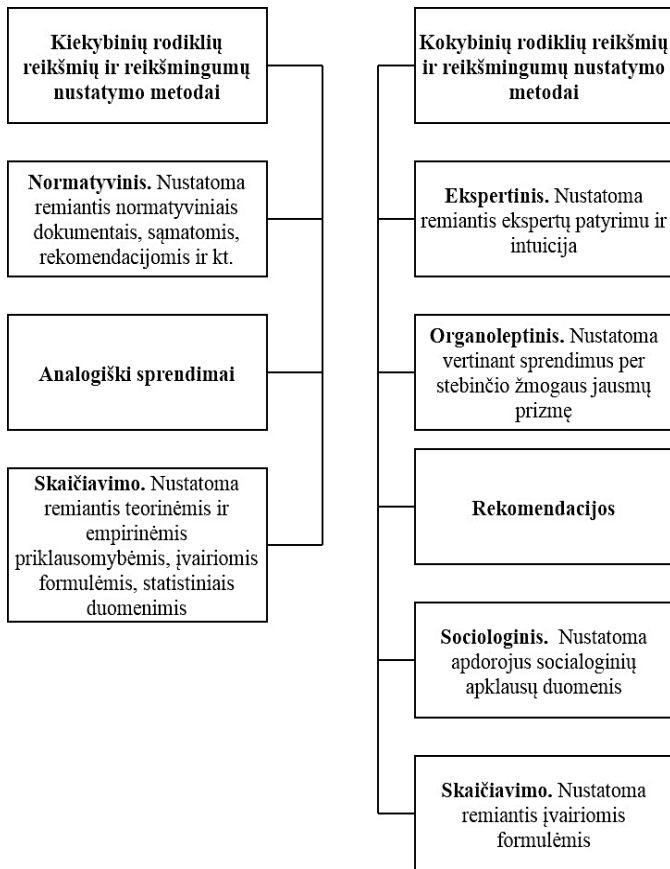 Kiekybinių rodiklių
reikšmių ir reikšmingumų
nustatymo metodai
Normatyvinis. Nustatoma
remiantis normatyviniais
dokumentais, sąmatomis,
rekomendacijomis ir kt.
Analogiški sprendimai
Skaičiavimo. Nustatoma
remiantis teorinėmis ir
empirinėmis
priklausomybėmis, įvairiomis
formulėmis, statistiniais
duomenimis
Kokybinių rodiklių reikšmių
ir reikšmingumų nustatymo
metodai
Ekspertinis. Nustatoma
remiantis ekspertų patyrimu ir
intuicija
Organoleptinis. Nustatoma
vertinant sprendimus per
stebinčio žmogaus jausmų
prizmę
Rekomendacijos
Sociologinis. Nustatoma
apdorojus socialoginių
apklausų duomenis
Skaičiavimo. Nustatoma
remiantis įvairiomis
formulėmis